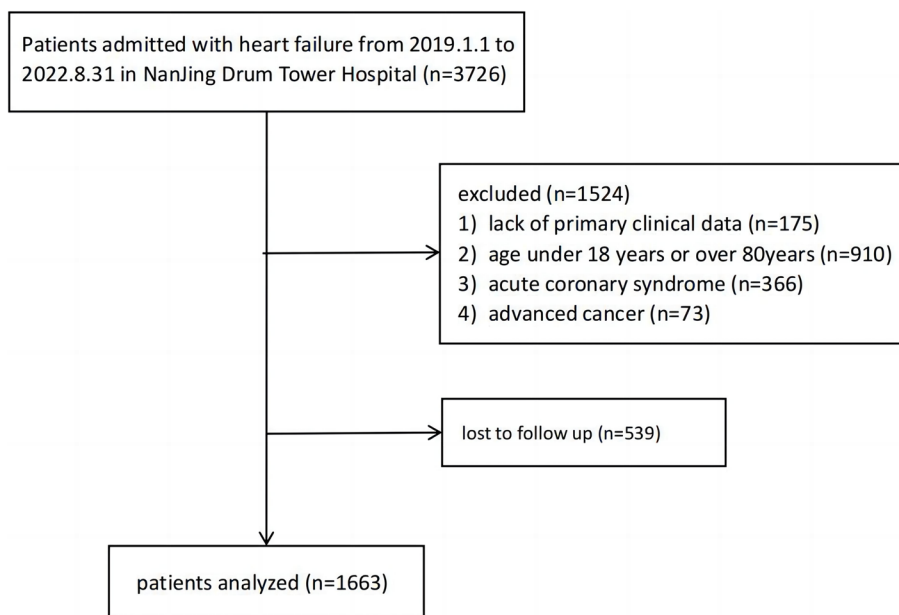 Patients admitted with heart failure from 2019.1.1 to
2022.8.31 in NanJing Drum Tower Hospital (n=3726)
excluded (n=1524)
1) lack of primary clinical data (n=175)
2) age under 18 years or over 80years (n=910)
3) acute coronary syndrome (n=366)
4) advanced cancer (n=73)
lost to follow up (n=539)
patients analyzed (n=1663)